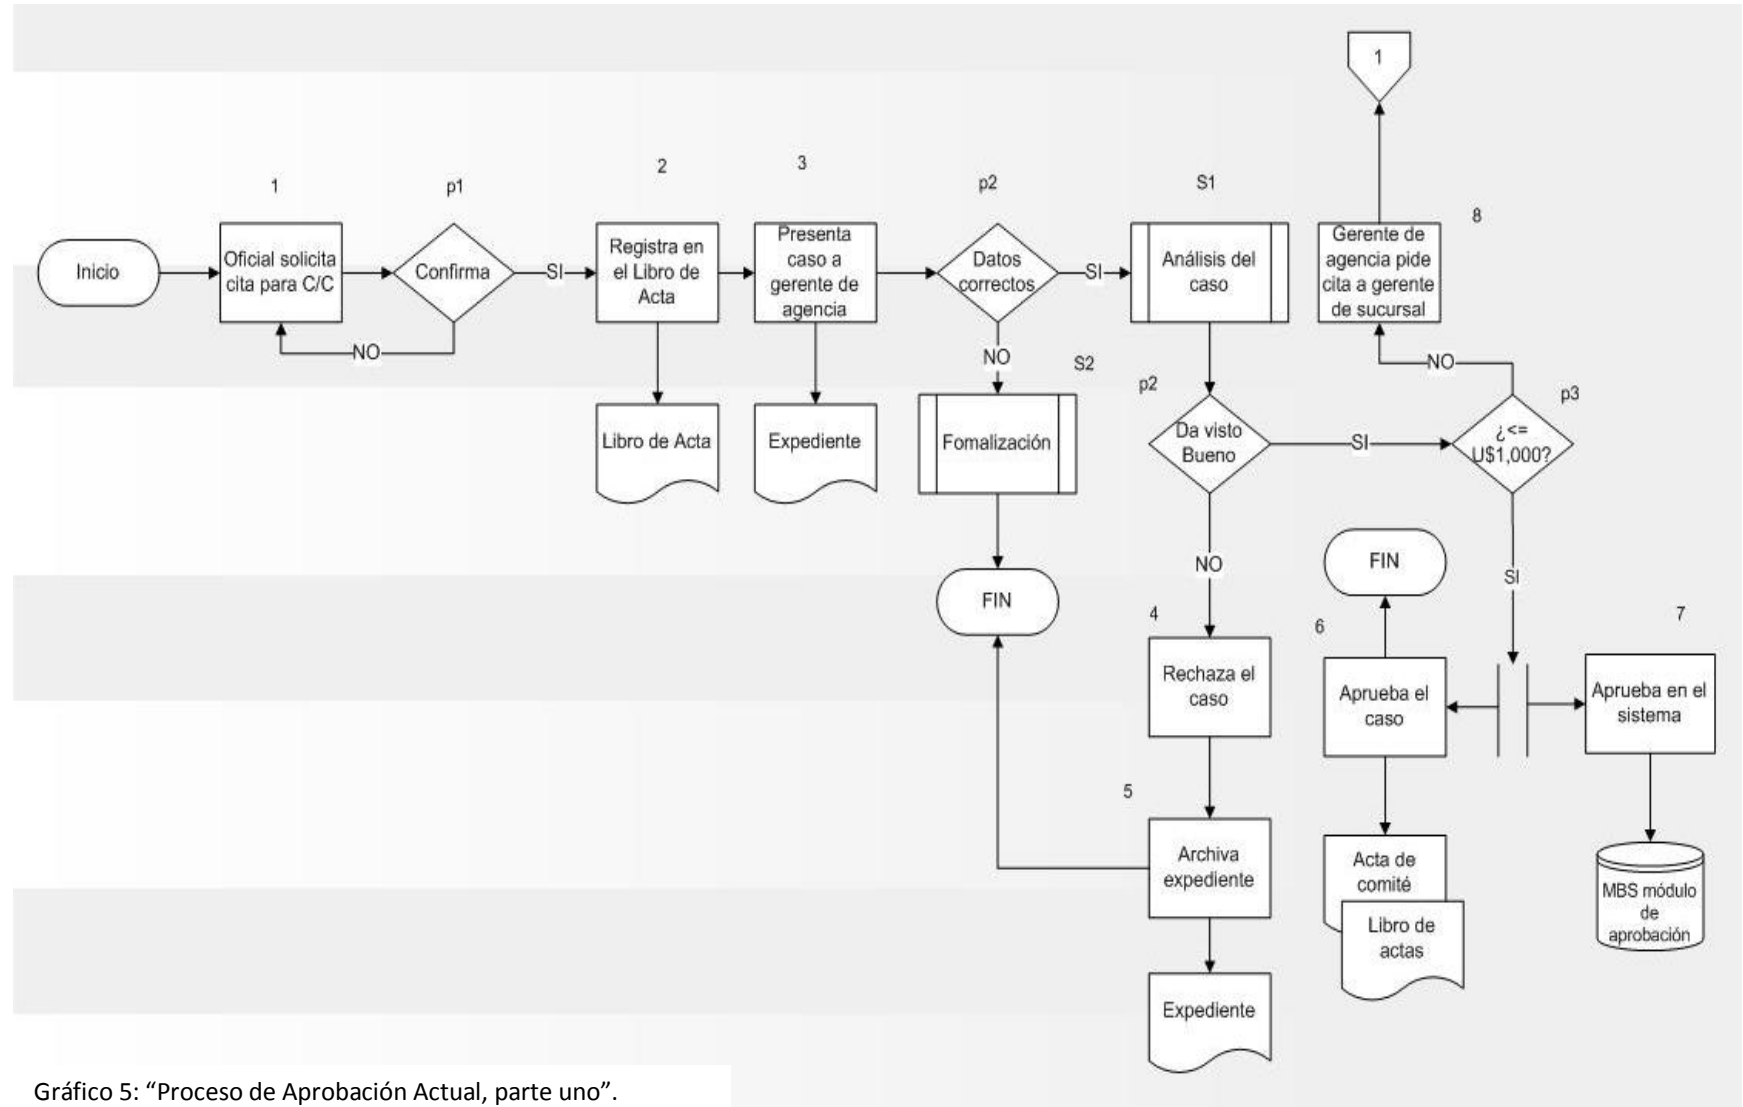 1
1
p1
2
3
p2
S1
8
Inicio
Oficial solicita
cita para C/C
Confirma
SI
Registra en
el Libro de
Acta
Presenta
caso a
gerente de
agencia
Datos
correctos
SI
Análisis del
caso
Gerente de
agencia pide
cita a gerente
de sucursal
NO
NO
S2
p2
NO
p3
Libro de Acta
Expediente
Fomalización
Da visto
Bueno
SI
¿<=
U$1,000?
NO
FIN
FIN
SI
4
6
7
Rechaza el
caso
Aprueba el
caso
Aprueba en el
sistema
5
Archiva
expediente
Acta de
comité
Libro de
actas
MBS módulo
de
aprobación
Expediente
Gráfico 5: “Proceso de Aprobación Actual, parte uno”.